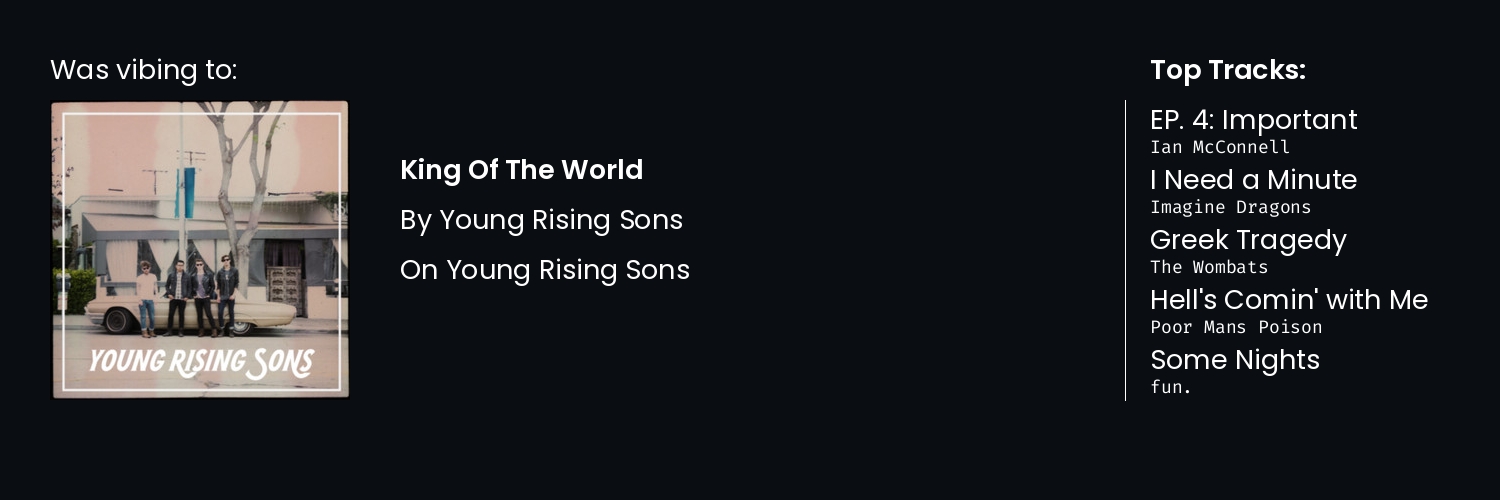 Was vibing to:
YOUNG RISING SONS
King Of The World
By Young Rising Sons
On Young Rising Sons
Top Tracks:
EP. 4: Important
Ian McConnell
I Need a Minute
Imagine Dragons
Greek Tragedy
The Wombats
Hell's Comin' with Me
Poor Mans Poison
Some Nights
fun.